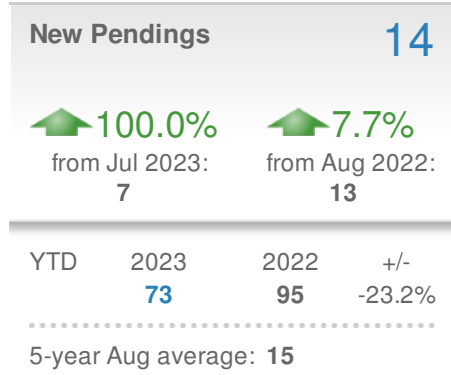 New Pendings 14
100.0% 7.7%
from Jul 2023: from Aug 2022:
7 13
YTD 2023 2022 +/-
73 95 -23.2%
5-year Aug average: 15